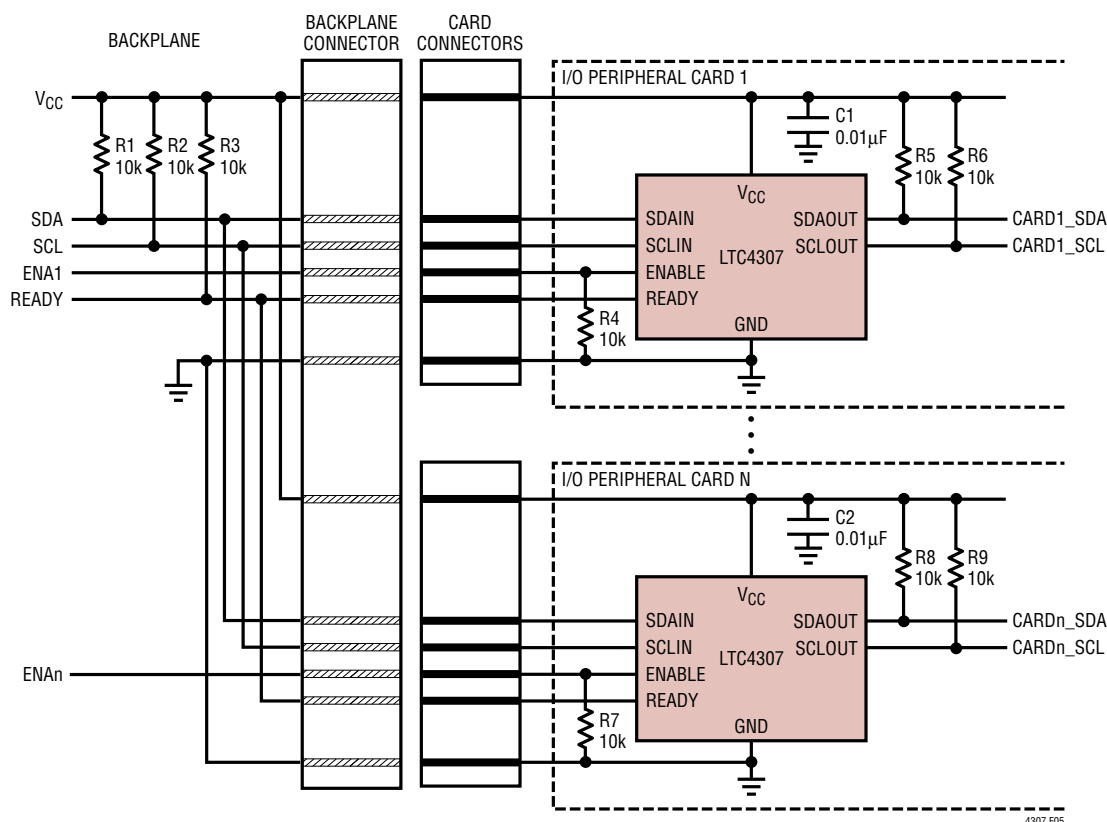 BACKPLANE
BACKPLANE
CONNECTOR
CARD
CONNECTORS
I/O PERIPHERAL CARD 1
VCC
R1
10k
R2
10k
R3
10k
C1
0.01μF
R5
10k
R6
10k
VCC
SDA
SCL
ENA1
READY
SDAIN
SCLIN
ENABLE
READY
LTC4307
SDAOUT
SCLOUT
GND
CARD1_SDA
CARD1_SCL
R4
10k
I/O PERIPHERAL CARD N
C2
0.01μF
R8
10k
R9
10k
VCC
SDAIN
SCLIN
ENABLE
READY
LTC4307
SDAOUT
SCLOUT
GND
CARDn_SDA
CARDn_SCL
ENAn
R7
10k
4307 F05